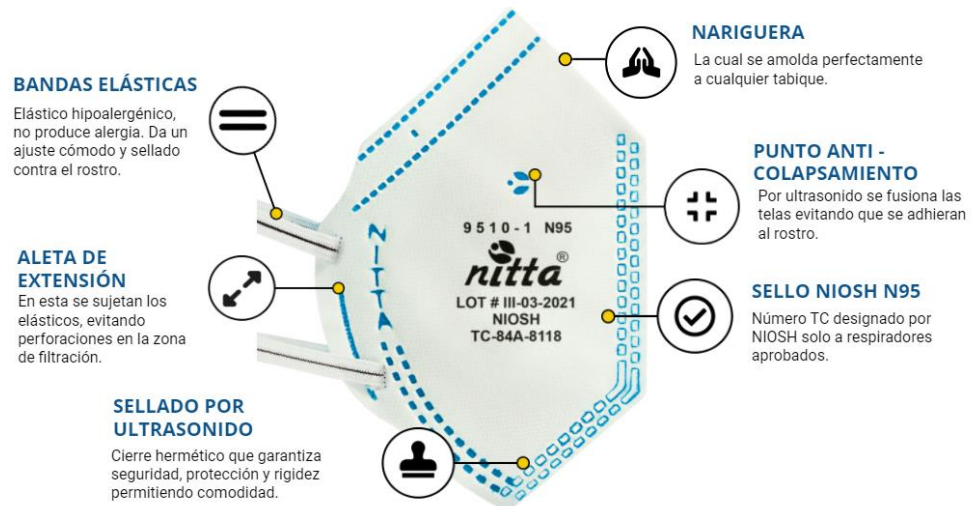 BANDAS ELÁSTICAS
Elástico hipoalergénico,
no produce alergia. Da un
ajuste cómodo y sellado
contra el rostro.
ALETA DE
EXTENSIÓN
En esta se sujetan los
elásticos, evitando
perforaciones en la zona
de filtración.
SELLADO POR
ULTRASONIDO
Cierre hermético que garantiza
seguridad, protección y rigidez
permitiendo comodidad.
NITTA
9510-1 N95
nitta®
LOT # III-03-2021
NIOSH
TC-84A-8118
NARIGUERA
La cual se amolda perfectamente
a cualquier tabique.
PUNTO ANTI -
COLAPSAMIENTO
Por ultrasonido se fusiona las
telas evitando que se adhieran
al rostro.
SELLO NIOSH N95
Número TC designado por
NIOSH solo a respiradores
aprobados.